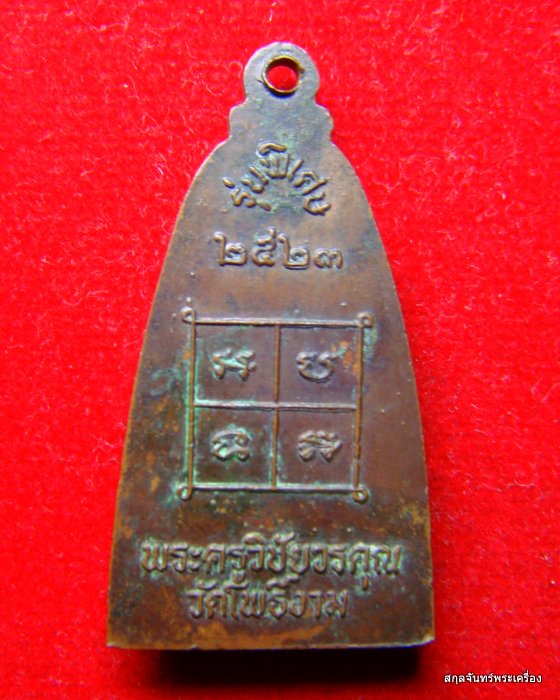 รุ่นพิเศษ
๒๕๒๓
พระครูวิชัยวรคุณ
วัดโพธิ์งาม
สกุลจันทร์พระเครื่อง